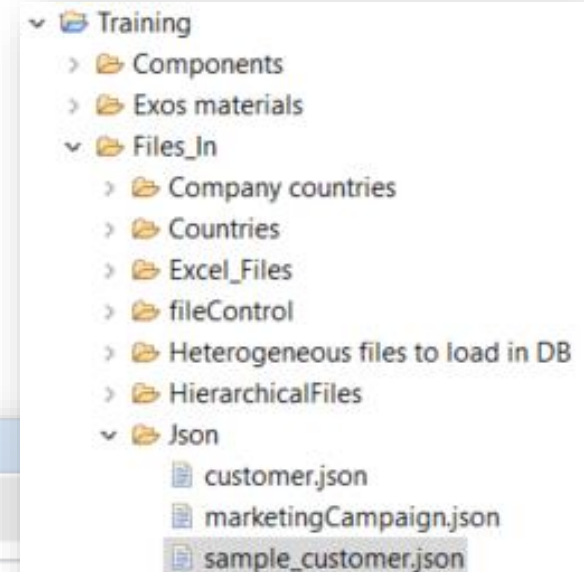 Training
Components
Exos materials
Files_In
Company countries
Countries
Excel_Files
fileControl
Heterogeneous files to load in DB
HierarchicalFiles
Json
customer.json
marketingCampaign.json
sample_customer.json